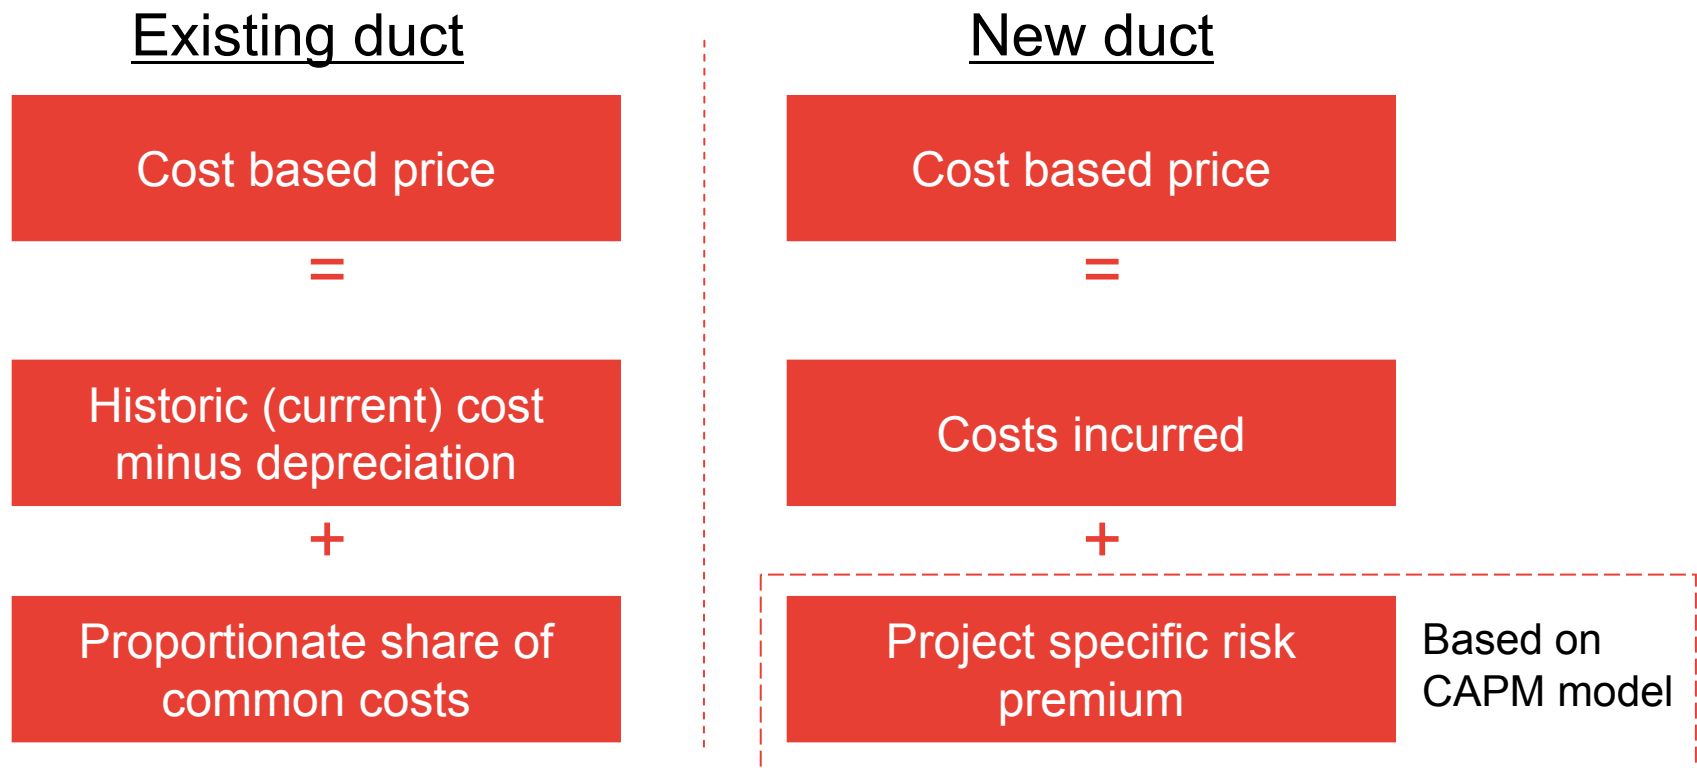 Existing duct
Cost based price
=
Historic (current) cost
minus depreciation
+
Proportionate share of
common costs
New duct
Cost based price
=
Costs incurred
+
Project specific risk
premium
Based on
CAPM model